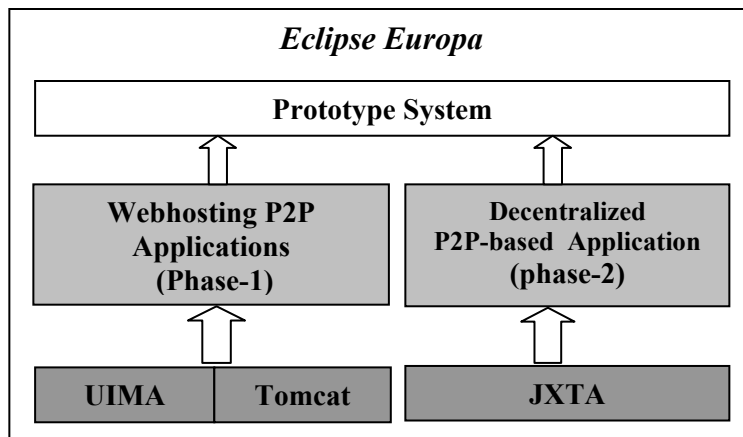 Eclipse Europa
Prototype System
Webhosting P2P
Applications
(Phase-1)
Decentralized
P2P-based Application
(phase-2)
UIMA
Tomcat
JXTA